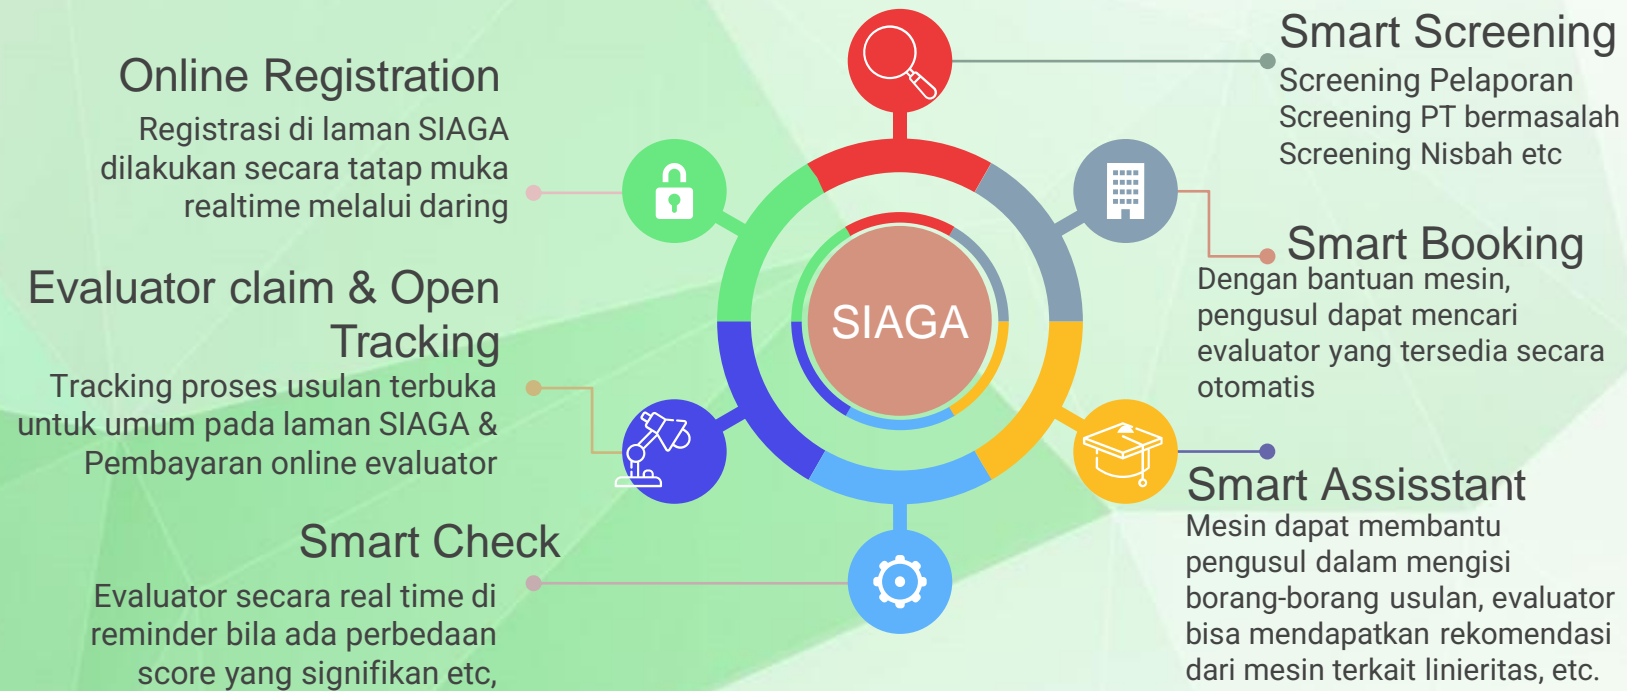 Online Registration
Registrasi di laman SIAGA
dilakukan secara tatap muka
realtime melalui daring
Evaluator claim & Open
Tracking
Tracking proses usulan terbuka
untuk umum pada laman SIAGA &
Pembayaran online evaluator
Smart Check
Evaluator secara real time di
reminder bila ada perbedaan
score yang signifikan etc,
SIAGA
Smart Screening
Screening Pelaporan
Screening PT bermasalah
Screening Nisbah etc
Smart Booking
Dengan bantuan mesin,
pengusul dapat mencari
evaluator yang tersedia secara
otomatis
Smart Assisstant
Mesin dapat membantu
pengusul dalam mengisi
borang-borang usulan, evaluator
bisa mendapatkan rekomendasi
dari mesin terkait linieritas, etc.